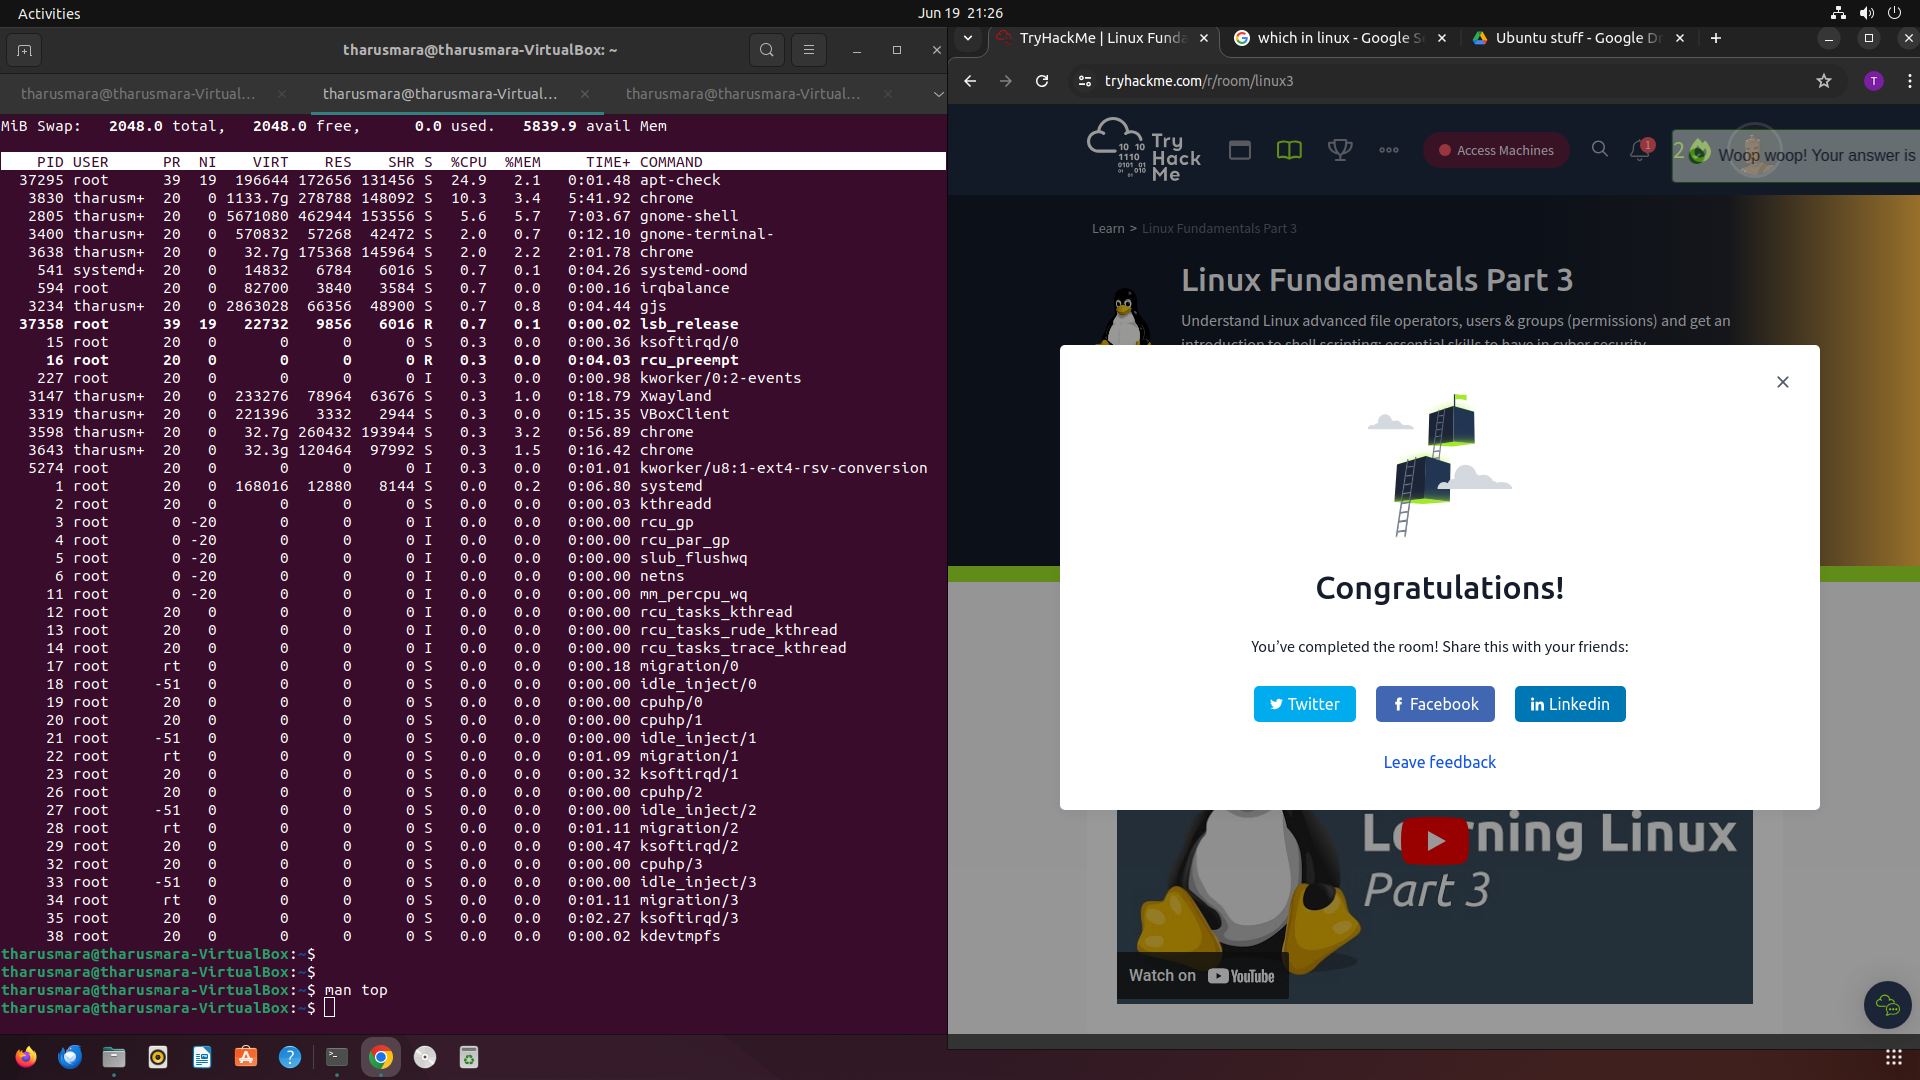 Activities
Jun 19 21:26
tharusmara@tharusmara-VirtualBox: ~
tharusmara@tharusmara-Virtual...
tharusmara@tharusmara-Virtual...
tharusmara@tharusmara-Virtual...
MiB Swap: 2048.0 total, 2048.0 free, 0.0 used. 5839.9 avail Mem
PID USER PR NI VIRT RES SHR S %CPU %MEM TIME+ COMMAND
37295 root 39 19 196644 172656 131456 S 24.9 2.1 0:01.48 apt-check
3830 tharusm+ 20 0 1133.7g 278788 148092 S 10.3 3.4 5:41.92 chrome
2805 tharusm+ 20 0 5671080 462944 153556 S 5.6 5.7 7:03.67 gnome-shell
3400 tharusm+ 20 0 570832 57268 42472 S 2.0 0.7 0:12.10 gnome-terminal-
3638 tharusm+ 20 0 32.7g 175368 145964 S 2.0 2.2 2:01.78 chrome
541 systemd+ 20 0 14832 6784 6016 S 0.7 0.1 0:04.26 systemd-oomd
594 root 20 0 82700 3840 3584 S 0.7 0.0 0:00.16 irqbalance
3234 tharusm+ 20 0 2863028 66356 48900 S 0.7 0.8 0:04.44 gjs
37358 root 39 19 22732 9856 6016 R 0.7 0.1 0:00.02 lsb_release
15 root 20 0 0 0 0 S 0.3 0.0 0:00.36 ksoftirqd/0
16 root 20 0 0 0 0 R 0.3 0.0 0:04.03 rcu_preempt
227 root 20 0 0 0 0 I 0.3 0.0 0:00.98 kworker/0:2-events
3147 tharusm+ 20 0 233276 78964 63676 S 0.3 1.0 0:18.79 Xwayland
3319 tharusm+ 20 0 221396 3332 2944 S 0.3 0.0 0:15.35 VBoxClient
3598 tharusm+ 20 0 32.7g 260432 193944 S 0.3 3.2 0:56.89 chrome
3643 tharusm+ 20 0 32.3g 120464 97992 S 0.3 1.5 0:16.42 chrome
5274 root 20 0 0 0 0 I 0.3 0.0 0:01.01 kworker/u8:1-ext4-rsv-conversion
1 root 20 0 168016 12880 8144 S 0.0 0.2 0:06.80 systemd
2 root 20 0 0 0 0 S 0.0 0.0 0:00.03 kthreadd
3 root 0 -20 0 0 0 I 0.0 0.0 0:00.00 rcu_gp
4 root 0 -20 0 0 0 I 0.0 0.0 0:00.00 rcu_par_gp
5 root 0 -20 0 0 0 I 0.0 0.0 0:00.00 slub_flushwq
6 root 0 -20 0 0 0 I 0.0 0.0 0:00.00 netns
11 root 0 -20 0 0 0 I 0.0 0.0 0:00.00 mm_percpu_wq
12 root 20 0 0 0 0 I 0.0 0.0 0:00.00 rcu_tasks_kthread
13 root 20 0 0 0 0 I 0.0 0.0 0:00.00 rcu_tasks_rude_kthread
14 root 20 0 0 0 0 I 0.0 0.0 0:00.00 rcu_tasks_trace_kthread
17 root rt 0 0 0 0 S 0.0 0.0 0:00.18 migration/0
18 root -51 0 0 0 0 S 0.0 0.0 0:00.00 idle_inject/0
19 root 20 0 0 0 0 S 0.0 0.0 0:00.00 cpuhp/0
20 root 20 0 0 0 0 S 0.0 0.0 0:00.00 cpuhp/1
21 root -51 0 0 0 0 S 0.0 0.0 0:00.00 idle_inject/1
22 root rt 0 0 0 0 S 0.0 0.0 0:01.09 migration/1
23 root 20 0 0 0 0 S 0.0 0.0 0:00.32 ksoftirqd/1
26 root 20 0 0 0 0 S 0.0 0.0 0:00.00 cpuhp/2
27 root -51 0 0 0 0 S 0.0 0.0 0:00.00 idle_inject/2
28 root rt 0 0 0 0 S 0.0 0.0 0:01.11 migration/2
29 root 20 0 0 0 0 S 0.0 0.0 0:00.47 ksoftirqd/2
32 root 20 0 0 0 0 S 0.0 0.0 0:00.00 cpuhp/3
33 root -51 0 0 0 0 S 0.0 0.0 0:00.00 idle_inject/3
34 root rt 0 0 0 0 S 0.0 0.0 0:01.11 migration/3
35 root 20 0 0 0 0 S 0.0 0.0 0:02.27 ksoftirqd/3
38 root 20 0 0 0 0 S 0.0 0.0 0:00.02 kdevtmpfs
tharusmara@tharusmara-VirtualBox:~$
tharusmara@tharusmara-VirtualBox:~$
tharusmara@tharusmara-VirtualBox:~$ man top
tharusmara@tharusmara-VirtualBox:~$
TryHackMe | Linux Funda
which in linux - Google Se
Ubuntu stuff - Google Dr
tryhackme.com/r/room/linux3
T
Try
Hack
Me
10 10
1110
0101 010
01 01
Access Machines
1
2
Woop woop! Your answer is
Learn > Linux Fundamentals Part 3
Linux Fundamentals Part 3
Understand Linux advanced file operators, users & groups (permissions) and get an
introduction to shell scripting; essential skills to have in cyber security.
Congratulations!
You've completed the room! Share this with your friends:
Twitter
Facebook
Linkedin
Leave feedback
Part 3
Watch on YouTube